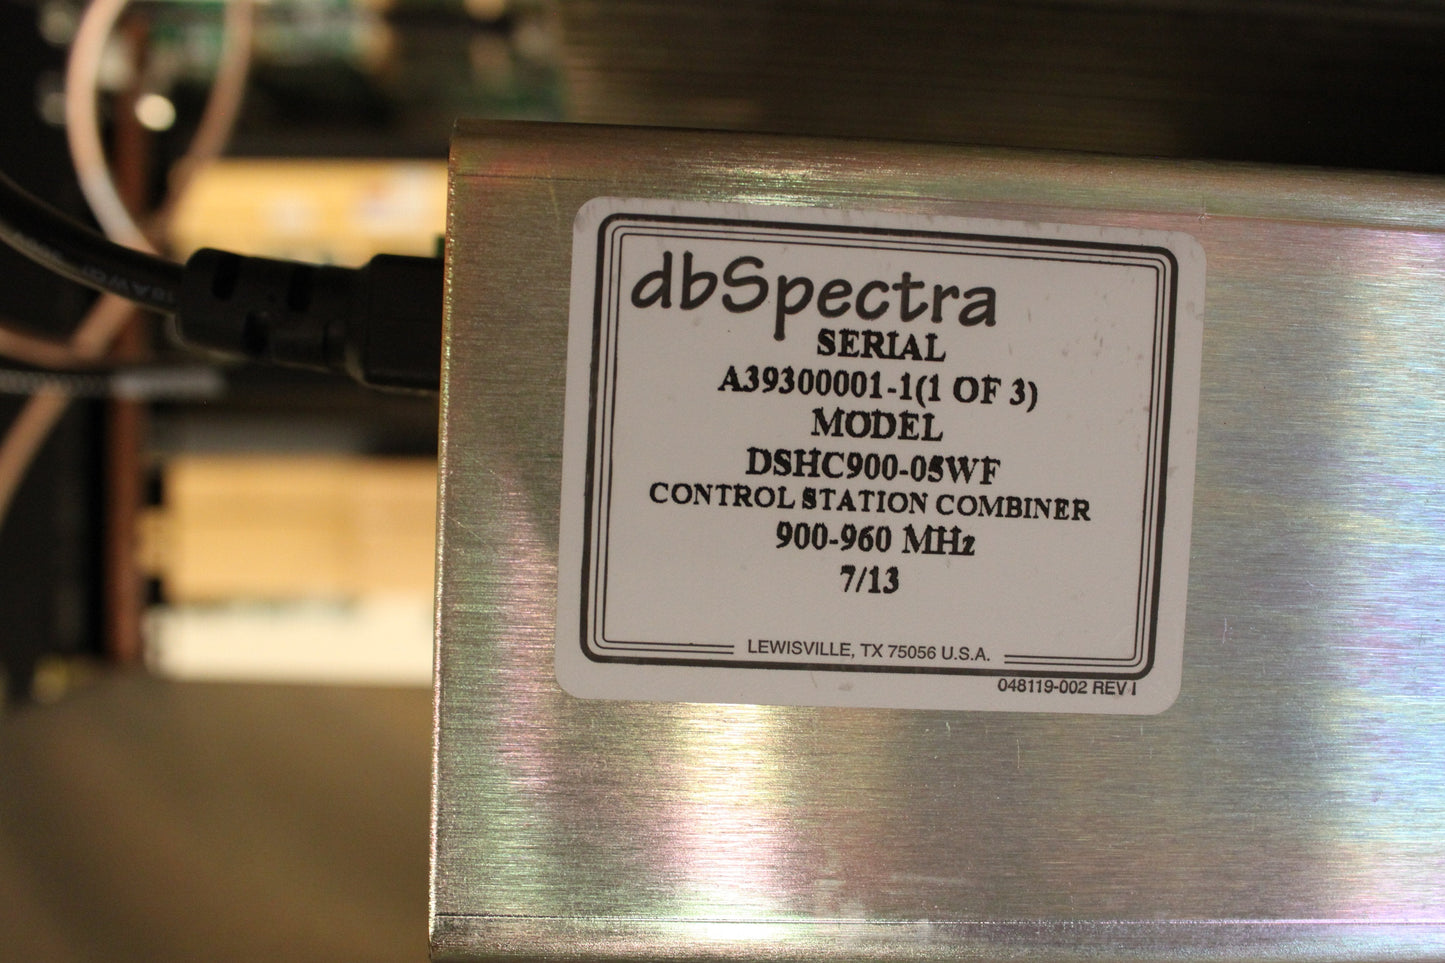 dbSpectra
SERIAL
A39300001-1(1 OF 3)
MODEL
DSHC900-05WF
CONTROL STATION COMBINER
900-960 MHz
7/13
LEWISVILLE, TX 75056 U.S.A.
048119-002 REV I